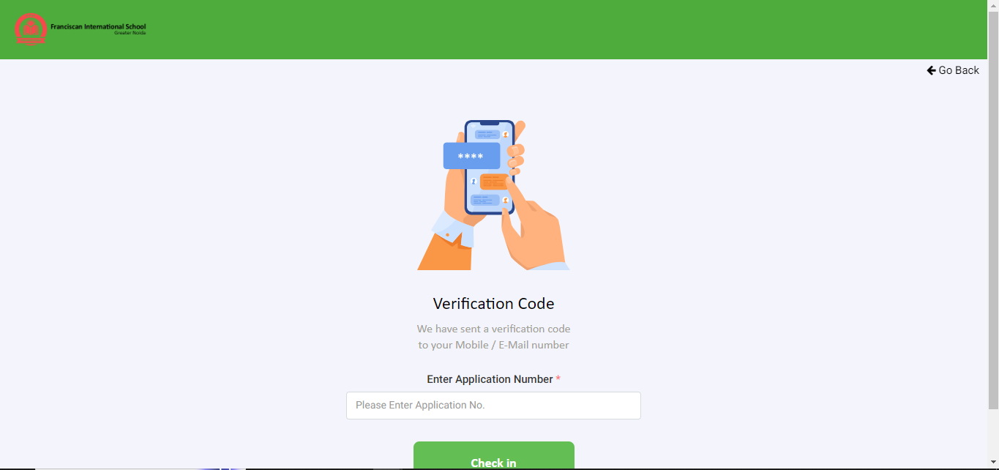 Franciscan International School
Greater Noida
Go Back
****
Verification Code
We have sent a verification code
to your Mobile / E-Mail number
Enter Application Number *
Please Enter Application No.
Check in